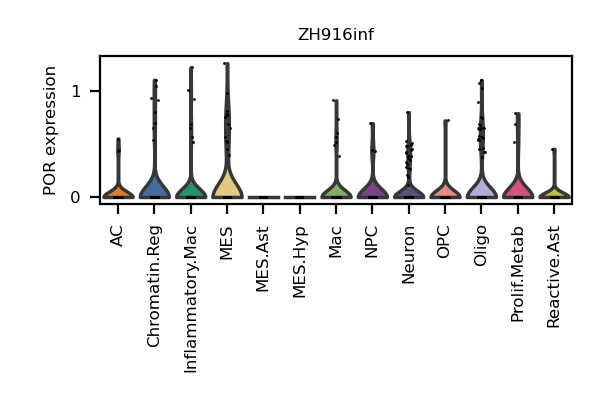 ZH916inf
POR expression
1
0
AC
Chromatin.Reg
Inflammatory.Mac
MES
MES.Ast
MES.Hyp
Mac
NPC
Neuron
OPC
Oligo
Prolif.Metab
Reactive.Ast